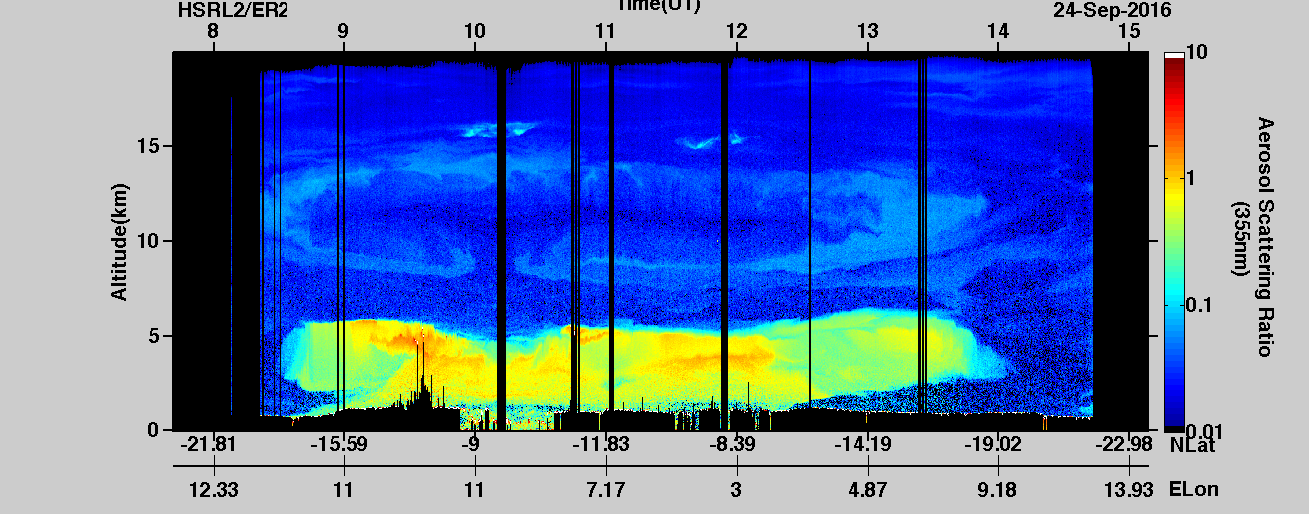 Time(UT)
HSRL2/ER2
24-Sep-2016
8 9 10 11 12 13 14 15
10
1
0.1
0.01
Aerosol Scattering Ratio
(355nm)
Altitude(km)
15
10
5
0
-21.81 -15.59 -9 -11.83 -8.39 -14.19 -19.02 -22.98 NLat
12.33 11 11 7.17 3 4.87 9.18 13.93 ELon